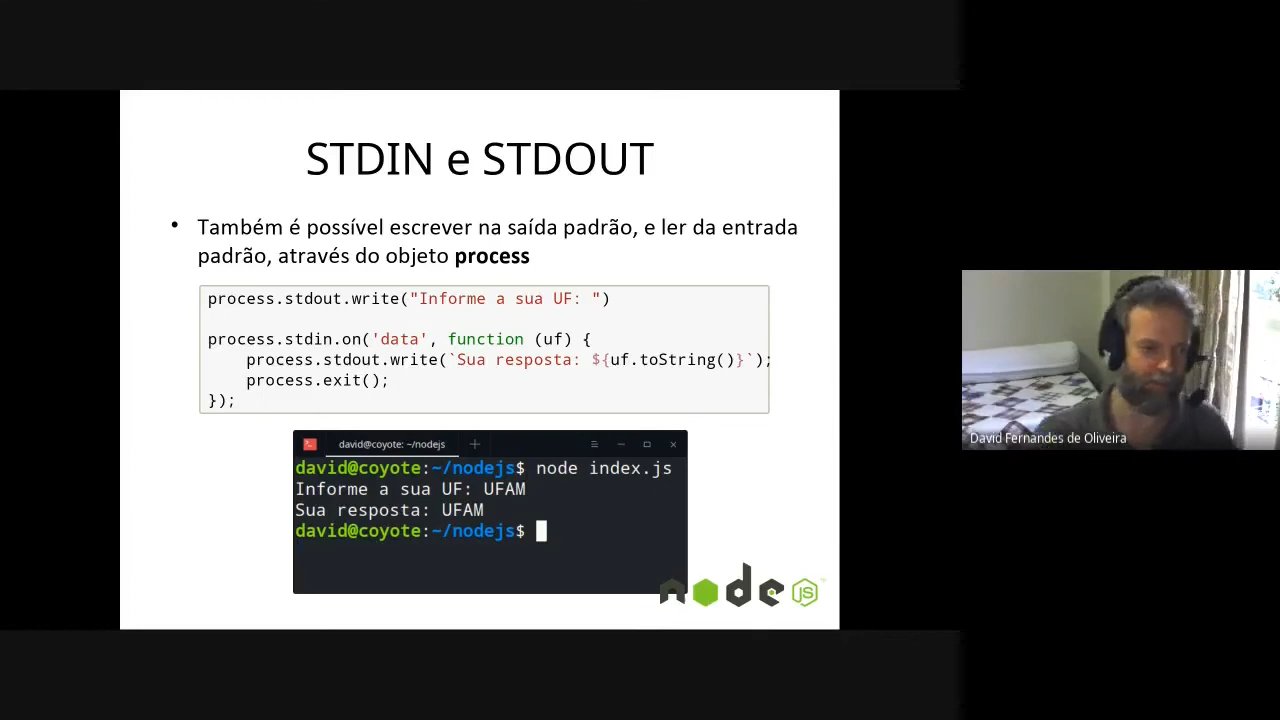 STDIN e STDOUT
• Também é possível escrever na saída padrão, e ler da entrada
padrão, através do objeto process
process.stdout.write("Informe a sua UF: ")
process.stdin.on('data', function (uf) {
    process.stdout.write(`Sua resposta: ${uf.toString()}`);
    process.exit();
});
david@coyote: ~/nodejs
david@coyote:~/nodejs$ node index.js
Informe a sua UF: UFAM
Sua resposta: UFAM
david@coyote:~/nodejs$
node JS
David Fernandes de Oliveira